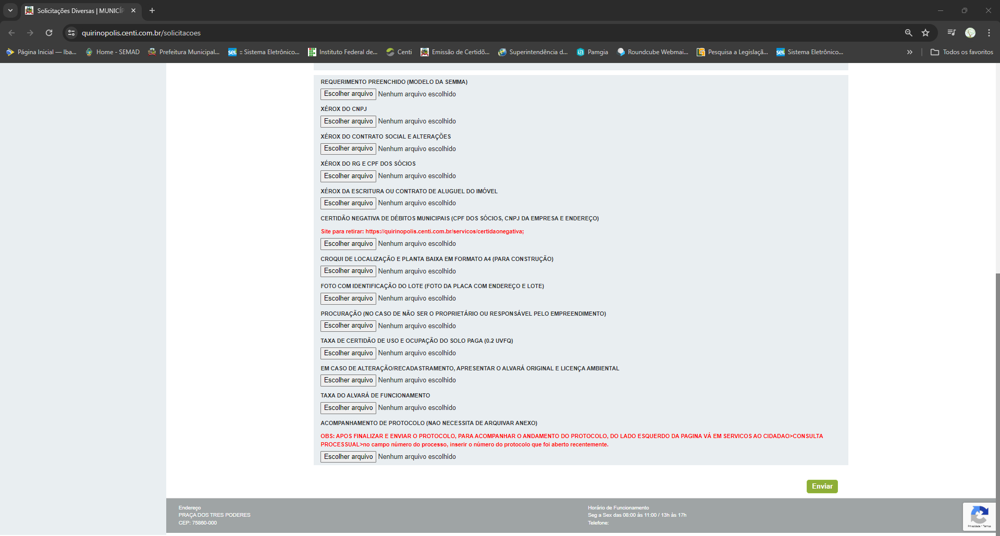 Solicitações Diversas | MUNICÍP
quirinopolis.centi.com.br/solicitacoes
Página Inicial — Iba...
Home - SEMAD
Prefeitura Municipal...
sei. :: Sistema Eletrônico...
Instituto Federal de...
Centi
Emissão de Certidõ...
Superintendência d...
Pamgia
Roundcube Webmai...
Pesquisa a Legislaçã...
sei. Sistema Eletrônico...
Todos os favoritos
REQUERIMENTO PREENCHIDO (MODELO DA SEMMA)
Escolher arquivo Nenhum arquivo escolhido
XÉROX DO CNPJ
Escolher arquivo Nenhum arquivo escolhido
XÉROX DO CONTRATO SOCIAL E ALTERAÇÕES
Escolher arquivo Nenhum arquivo escolhido
XÉROX DO RG E CPF DOS SÓCIOS
Escolher arquivo Nenhum arquivo escolhido
XÉROX DA ESCRITURA OU CONTRATO DE ALUGUEL DO IMÓVEL
Escolher arquivo Nenhum arquivo escolhido
CERTIDÃO NEGATIVA DE DÉBITOS MUNICIPAIS (CPF DOS SÓCIOS, CNPJ DA EMPRESA E ENDEREÇO)
Site para retirar: https://quirinopolis.centi.com.br/servicos/certidaonegativa;
Escolher arquivo Nenhum arquivo escolhido
CROQUI DE LOCALIZAÇÃO E PLANTA BAIXA EM FORMATO A4 (PARA CONSTRUÇÃO)
Escolher arquivo Nenhum arquivo escolhido
FOTO COM IDENTIFICAÇÃO DO LOTE (FOTO DA PLACA COM ENDEREÇO E LOTE)
Escolher arquivo Nenhum arquivo escolhido
PROCURAÇÃO (NO CASO DE NÃO SER O PROPRIETÁRIO OU RESPONSÁVEL PELO EMPREENDIMENTO)
Escolher arquivo Nenhum arquivo escolhido
TAXA DE CERTIDÃO DE USO E OCUPAÇÃO DO SOLO PAGA (0.2 UVFQ)
Escolher arquivo Nenhum arquivo escolhido
EM CASO DE ALTERAÇÃO/RECADASTRAMENTO, APRESENTAR O ALVARÁ ORIGINAL E LICENÇA AMBIENTAL
Escolher arquivo Nenhum arquivo escolhido
TAXA DO ALVARÁ DE FUNCIONAMENTO
Escolher arquivo Nenhum arquivo escolhido
ACOMPANHAMENTO DE PROTOCOLO (NAO NECESSITA DE ARQUIVAR ANEXO)
OBS: APOS FINALIZAR E ENVIAR O PROTOCOLO, PARA ACOMPANHAR O ANDAMENTO DO PROTOCOLO, DO LADO ESQUERDO DA PAGINA VÁ EM SERVICOS AO CIDADAO>CONSULTA
PROCESSUAL>no campo número do processo, inserir o número do protocolo que foi aberto recentemente.
Escolher arquivo Nenhum arquivo escolhido
Enviar
Endereço
PRAÇA DOS TRES PODERES
CEP: 75860-000
Horário de Funcionamento
Seg a Sex das 08:00 às 11:00 / 13h às 17h
Telefone:
Privacidade - Termos